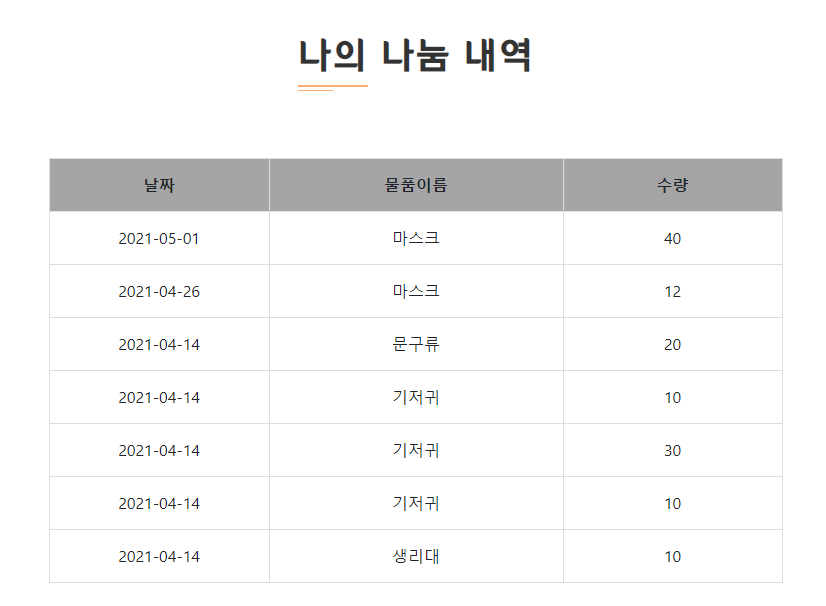 나의 나눔 내역
날짜 물품이름 수량
2021-05-01 마스크 40
2021-04-26 마스크 12
2021-04-14 문구류 20
2021-04-14 기저귀 10
2021-04-14 기저귀 30
2021-04-14 기저귀 10
2021-04-14 생리대 10